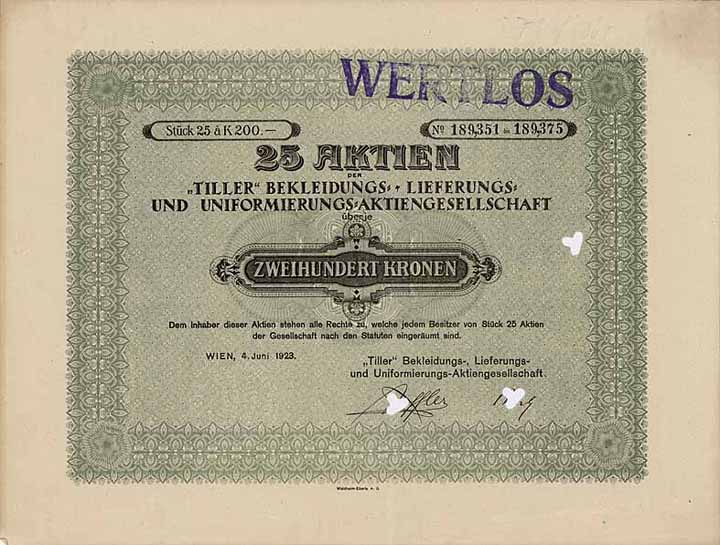 WERTLOS
Stück 25 à K 200.—
No 189,351 bis 189,375
25 AKTIEN
DER
„TILLER“ BEKLEIDUNGS-, LIEFERUNGS-
UND UNIFORMIERUNGS-AKTIENGESELLSCHAFT
über je
ZWEIHUNDERT KRONEN
Dem Inhaber dieser Aktien stehen alle Rechte zu, welche jedem Besitzer von Stück 25 Aktien
der Gesellschaft nach den Statuten eingeräumt sind.
WIEN, 4. Juni 1923.
„Tiller“ Bekleidungs-, Lieferungs-
und Uniformierungs-Aktiengesellschaft.
Waldheim-Eberle A. G.